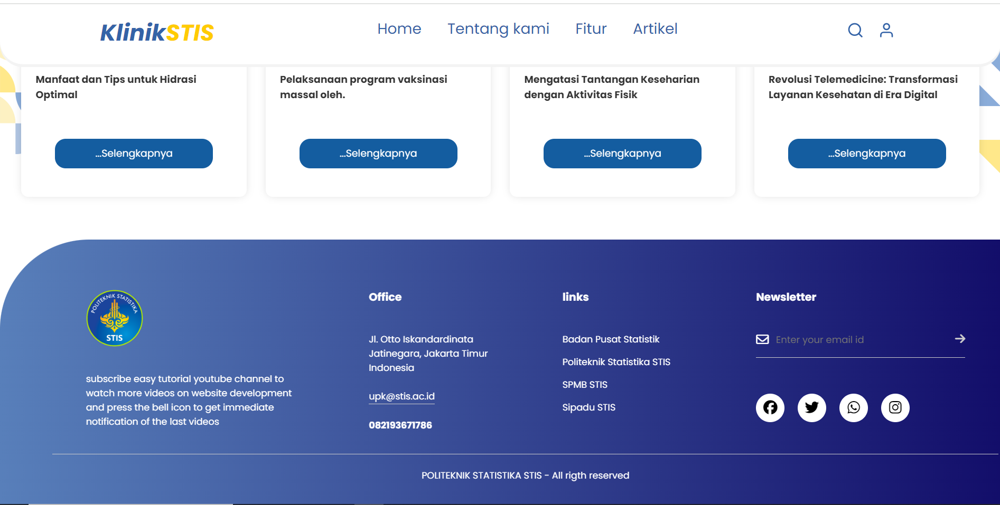 KlinikSTIS
Home Tentang kami Fitur Artikel
Manfaat dan Tips untuk Hidrasi
Optimal
...Selengkapnya
Pelaksanaan program vaksinasi
massal oleh.
...Selengkapnya
Mengatasi Tantangan Keseharian
dengan Aktivitas Fisik
...Selengkapnya
Revolusi Telemedicine: Transformasi
Layanan Kesehatan di Era Digital
...Selengkapnya
POLITEKNIK STATISTIKA
STIS
subscribe easy tutorial youtube channel to
watch more videos on website development
and press the bell icon to get immediate
notification of the last videos
Office
Jl. Otto Iskandardinata
Jatinegara, Jakarta Timur
Indonesia
upk@stis.ac.id
082193671786
links
Badan Pusat Statistik
Politeknik Statistika STIS
SPMB STIS
Sipadu STIS
Newsletter
Enter your email id
POLITEKNIK STATISTIKA STIS - All rigth reserved